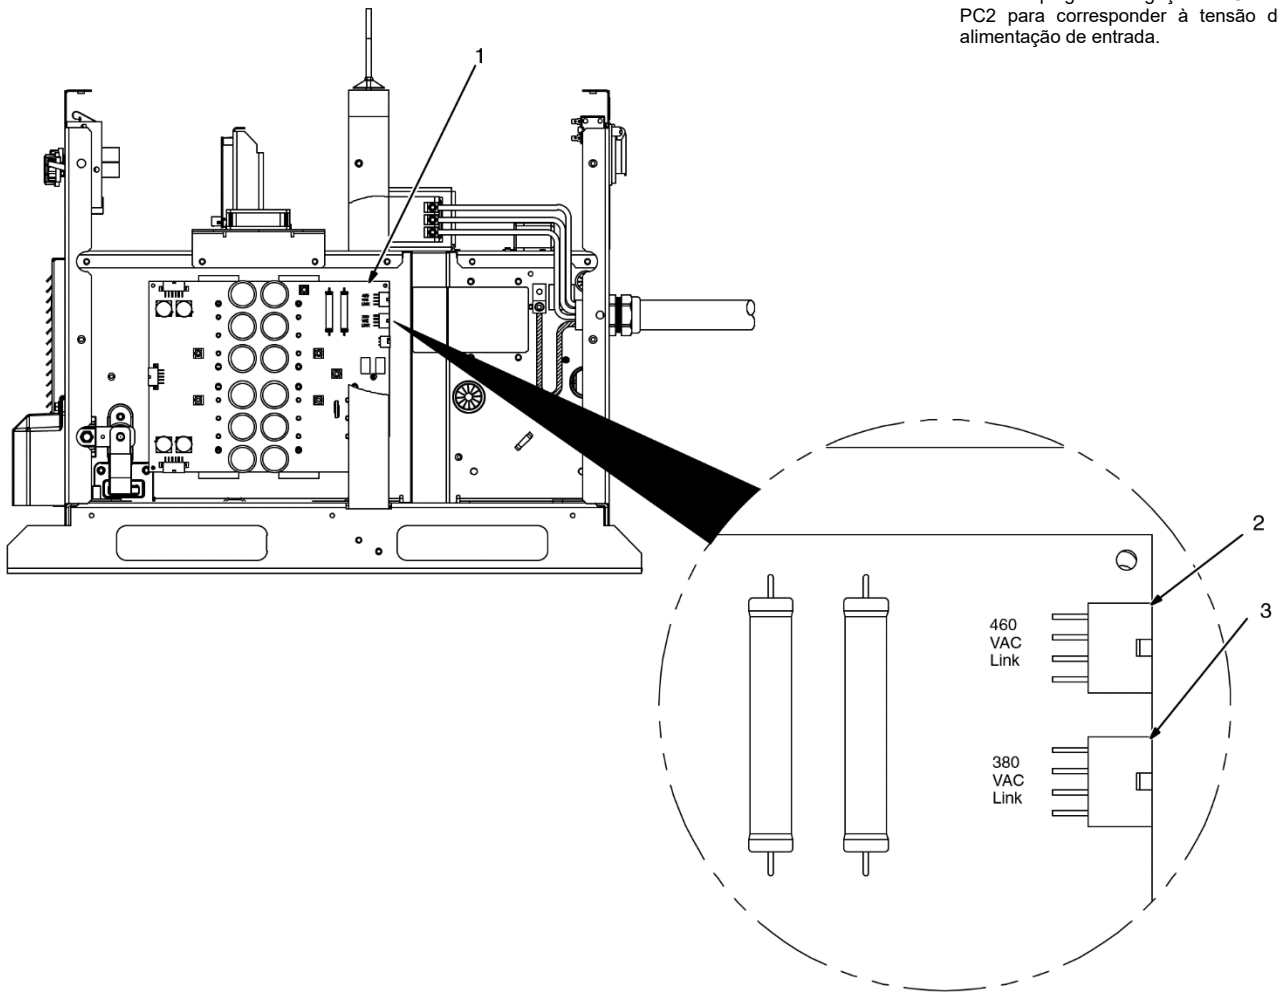 PC2 para corresponder à tensão d
alimentação de entrada.
1
2
460
VAC
Link
3
380
VAC
Link